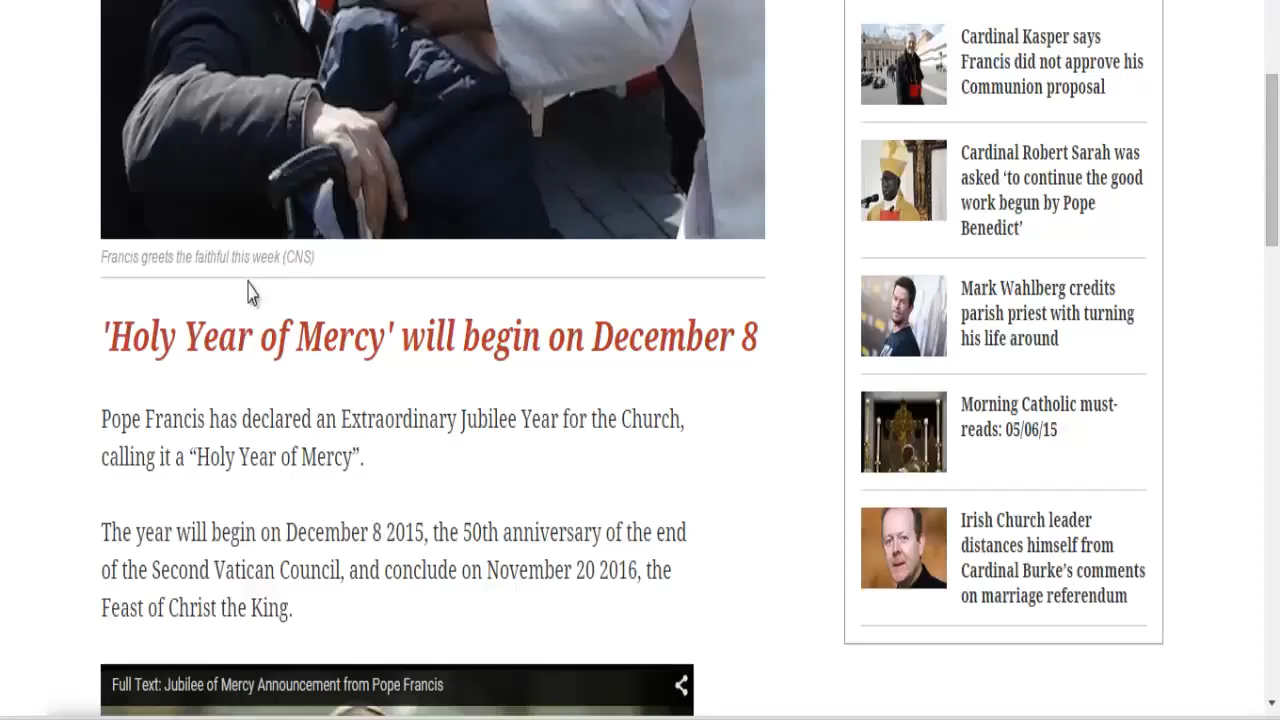 Francis greets the faithful this week (CNS)
'Holy Year of Mercy' will begin on December 8
Pope Francis has declared an Extraordinary Jubilee Year for the Church,
calling it a “Holy Year of Mercy”.
The year will begin on December 8 2015, the 50th anniversary of the end
of the Second Vatican Council, and conclude on November 20 2016, the
Feast of Christ the King.
Full Text: Jubilee of Mercy Announcement from Pope Francis
Cardinal Kasper says
Francis did not approve his
Communion proposal
Cardinal Robert Sarah was
asked ‘to continue the good
work begun by Pope
Benedict’
Mark Wahlberg credits
parish priest with turning
his life around
Morning Catholic must-
reads: 05/06/15
Irish Church leader
distances himself from
Cardinal Burke’s comments
on marriage referendum